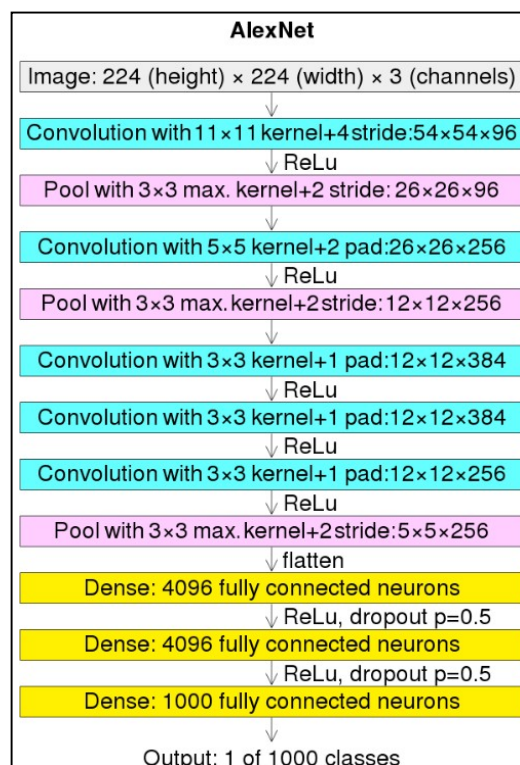 AlexNet
Image: 224 (height) × 224 (width) × 3 (channels)
Convolution with 11×11 kernel+4 stride:54×54×96
ReLu
Pool with 3×3 max. kernel+2 stride: 26×26×96
Convolution with 5×5 kernel+2 pad:26×26×256
ReLu
Pool with 3×3 max.kernel+2stride:12×12×256
Convolution with 3×3 kernel+1 pad:12×12×384
ReLu
Convolution with 3×3 kernel+1 pad:12×12×384
ReLu
Convolution with 3×3 kernel+1 pad:12×12×256
ReLu
Pool with 3×3 max.kernel+2stride:5×5×256
flatten
Dense: 4096 fully connected neurons
ReLu, dropout p=0.5
Dense: 4096 fully connected neurons
ReLu, dropout p=0.5
Dense: 1000 fully connected neurons
Output: 1 of 1000 classes